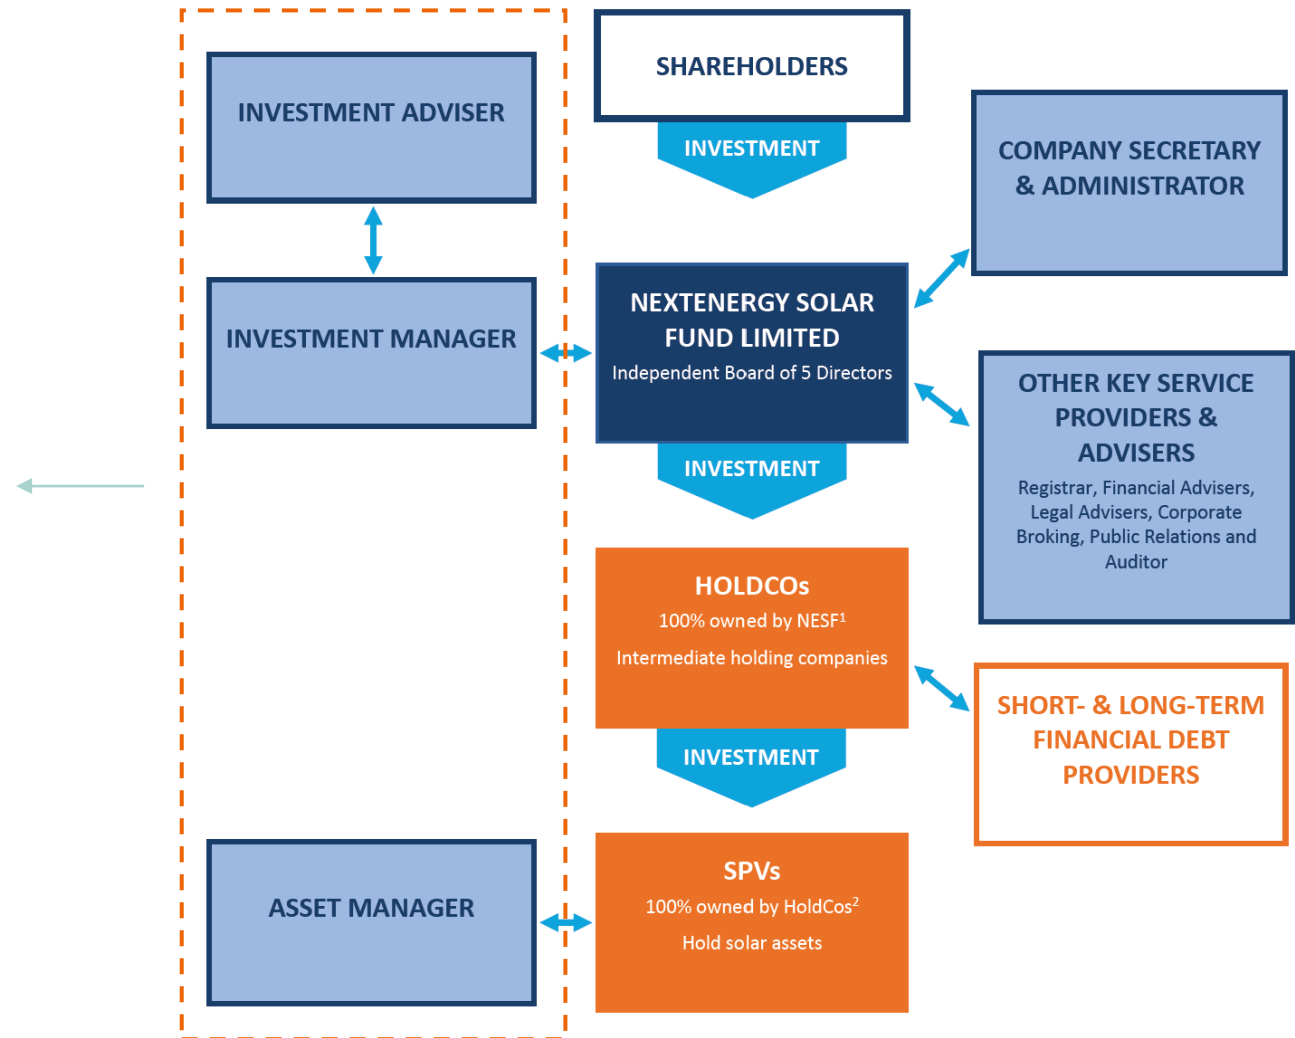 INVESTMENT ADVISER
INVESTMENT MANAGER
ASSET MANAGER
SHAREHOLDERS
INVESTMENT
NEXTENERGY SOLAR
FUND LIMITED
Independent Board of 5 Directors
INVESTMENT
HOLDCOs
100% owned by NESF¹
Intermediate holding companies
INVESTMENT
SPVs
100% owned by HoldCos²
Hold solar assets
COMPANY SECRETARY
& ADMINISTRATOR
OTHER KEY SERVICE
PROVIDERS &
ADVISERS
Registrar, Financial Advisers,
Legal Advisers, Corporate
Broking, Public Relations and
Auditor
SHORT- & LONG-TERM
FINANCIAL DEBT
PROVIDERS